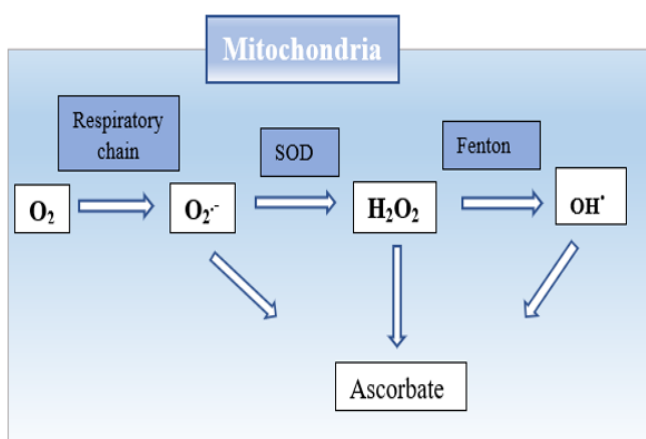 Mitochondria
Respiratory
chain
SOD
Fenton
O₂
O₂·⁻
H₂O₂
OH•
Ascorbate